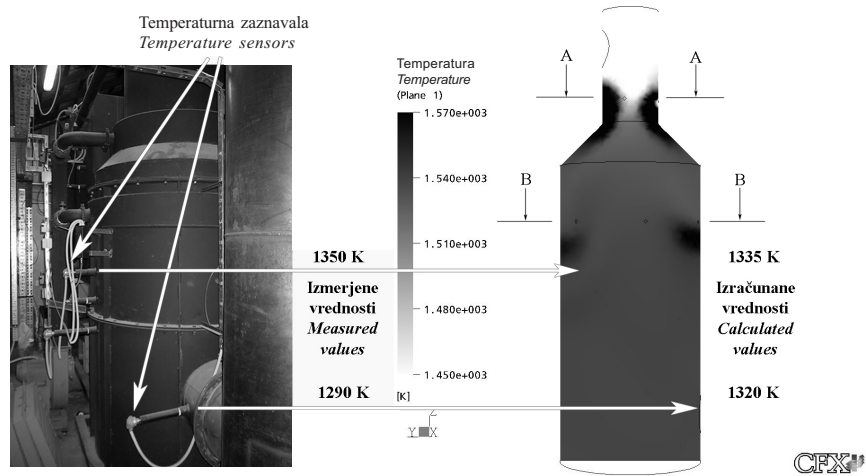 Temperaturna zaznavala
Temperature sensors
Temperatura
Temperature
(Plane 1)
1.570e+003
1.540e+003
1.510e+003
1.480e+003
1.450e+003
[K]
A
A
B
B
1350 K
Izmerjene
vrednosti
Measured
values
1290 K
1335 K
Izračunane
vrednosti
Calculated
values
1320 K
Z
Y X
CFX